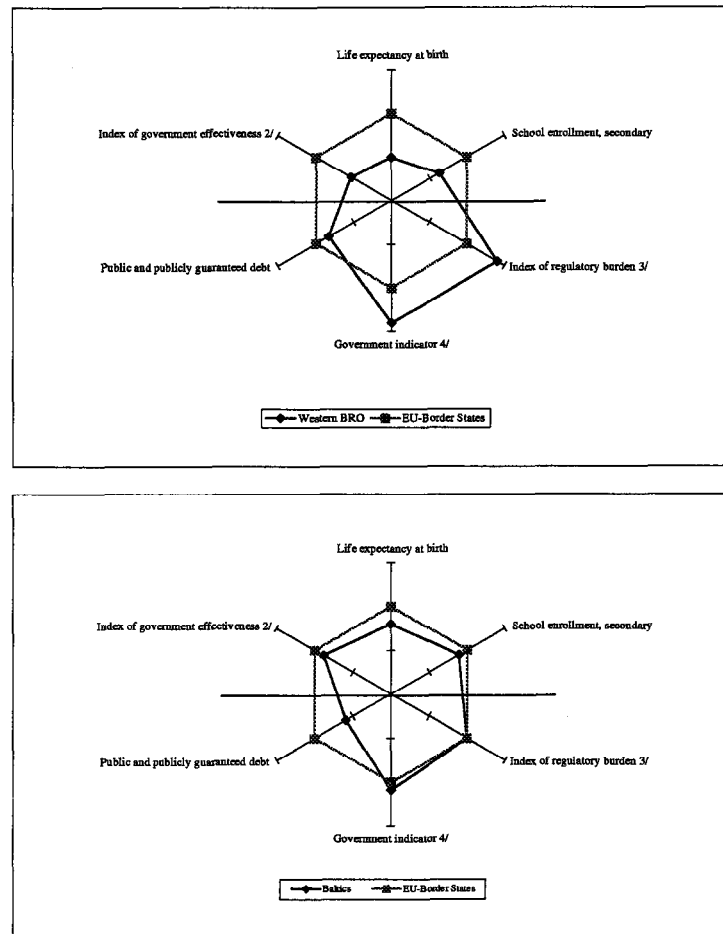 Life expectancy at birth
Index of government effectiveness 2/
School enrollment, secondary
Public and publicly guaranteed debt
Index of regulatory burden 3/
Government indicator 4/
Western BRO EU-Border States
Life expectancy at birth
Index of government effectiveness 2/
School enrollment, secondary
Public and publicly guaranteed debt
Index of regulatory burden 3/
Government indicator 4/
Baltics EU-Border States